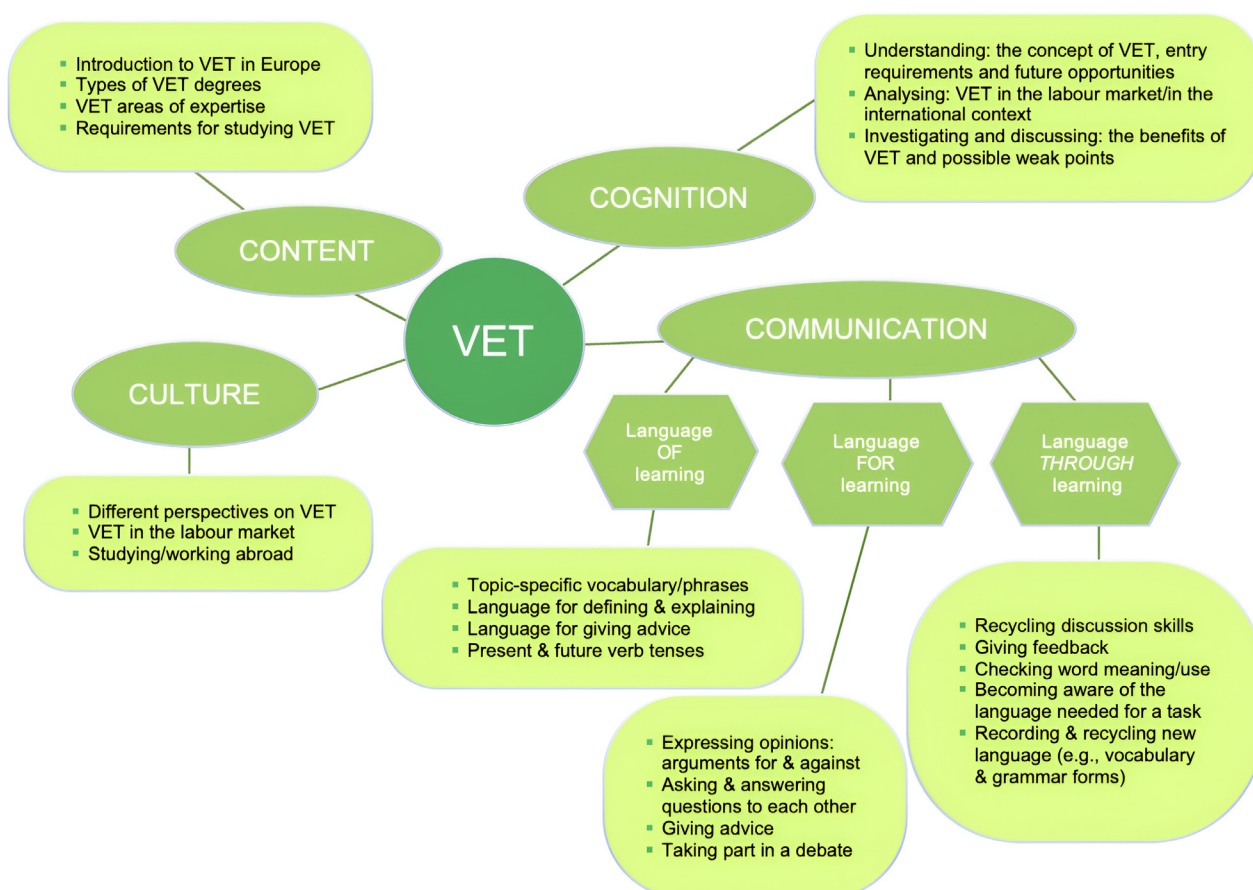 ▪ Introduction to VET in Europe
▪ Types of VET degrees
▪ VET areas of expertise
▪ Requirements for studying VET
▪ Understanding: the concept of VET, entry
requirements and future opportunities
▪ Analysing: VET in the labour market/in the
international context
▪ Investigating and discussing: the benefits of
VET and possible weak points
COGNITION
CONTENT
VET
COMMUNICATION
CULTURE
Language
OF
learning
Language
FOR
learning
Language
THROUGH
learning
▪ Different perspectives on VET
▪ VET in the labour market
▪ Studying/working abroad
▪ Topic-specific vocabulary/phrases
▪ Language for defining & explaining
▪ Language for giving advice
▪ Present & future verb tenses
▪ Expressing opinions:
arguments for & against
▪ Asking & answering
questions to each other
▪ Giving advice
▪ Taking part in a debate
▪ Recycling discussion skills
▪ Giving feedback
▪ Checking word meaning/use
▪ Becoming aware of the
language needed for a task
▪ Recording & recycling new
language (e.g., vocabulary
& grammar forms)